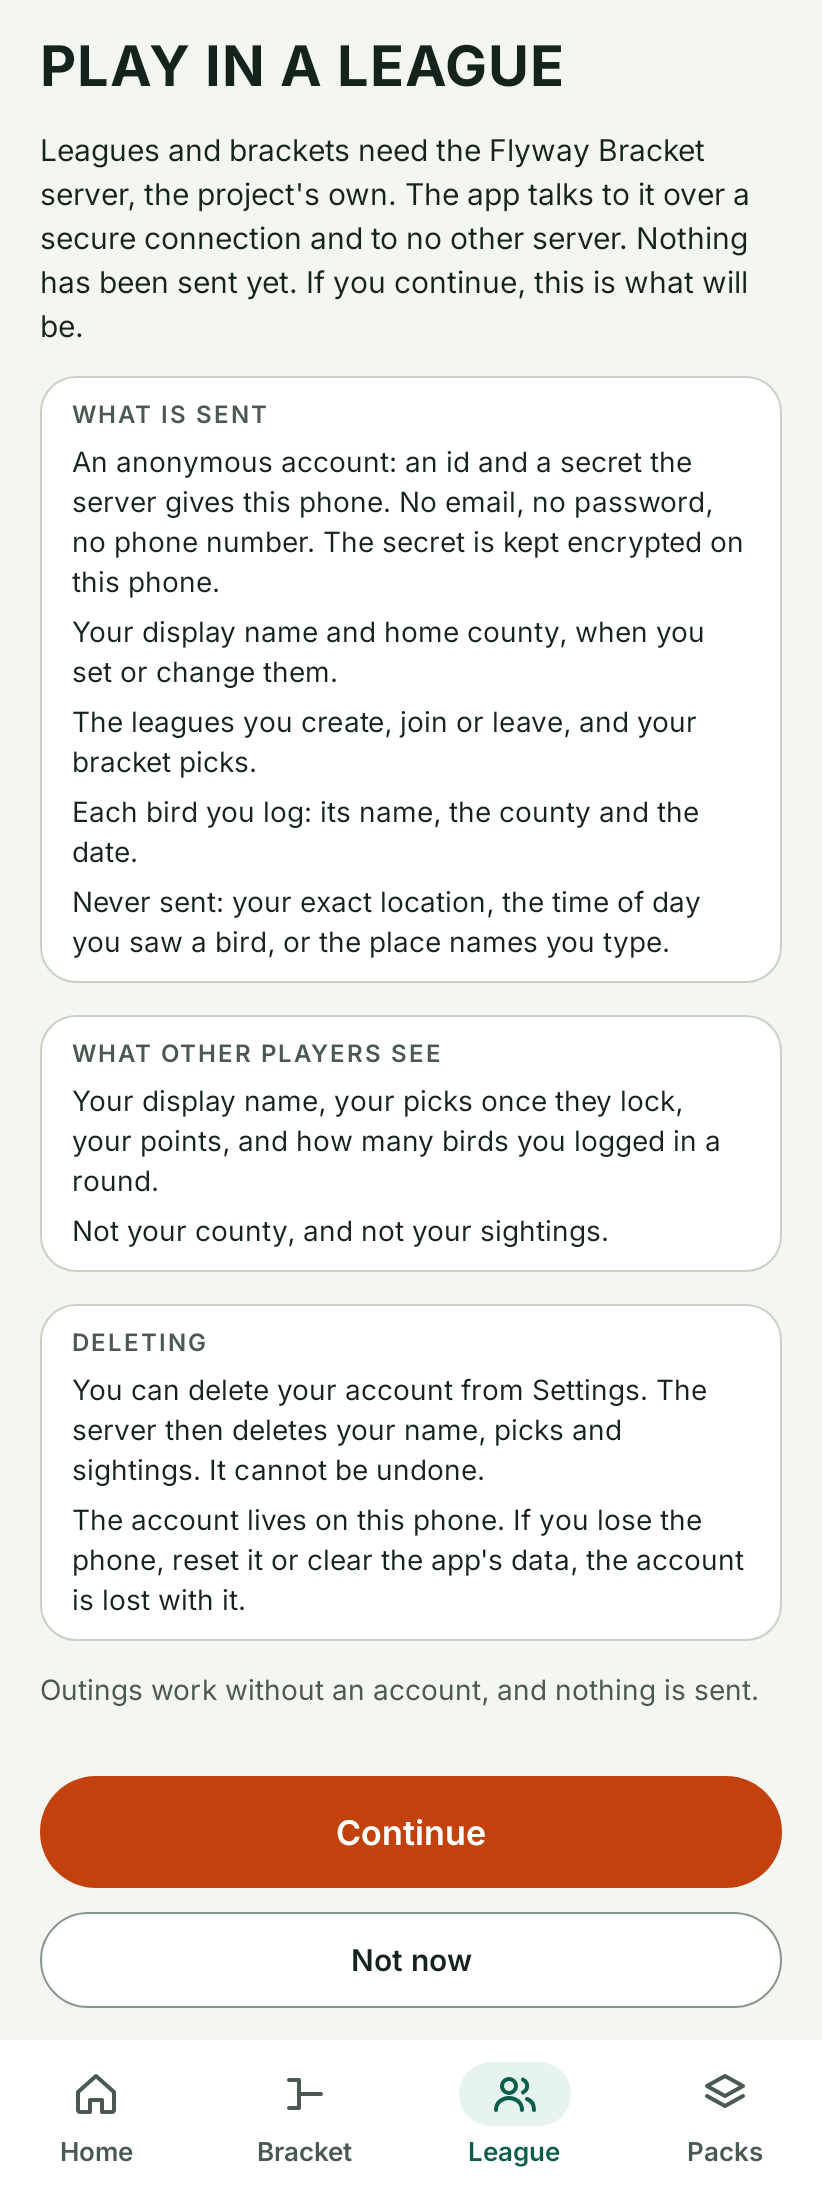 PLAY IN A LEAGUE
Leagues and brackets need the Flyway Bracket
server, the project's own. The app talks to it over a
secure connection and to no other server. Nothing
has been sent yet. If you continue, this is what will
be.
WHAT IS SENT
An anonymous account: an id and a secret the
server gives this phone. No email, no password,
no phone number. The secret is kept encrypted on
this phone.
Your display name and home county, when you
set or change them.
The leagues you create, join or leave, and your
bracket picks.
Each bird you log: its name, the county and the
date.
Never sent: your exact location, the time of day
you saw a bird, or the place names you type.
WHAT OTHER PLAYERS SEE
Your display name, your picks once they lock,
your points, and how many birds you logged in a
round.
Not your county, and not your sightings.
DELETING
You can delete your account from Settings. The
server then deletes your name, picks and
sightings. It cannot be undone.
The account lives on this phone. If you lose the
phone, reset it or clear the app's data, the account
is lost with it.
Outings work without an account, and nothing is sent.
Continue
Not now
Home
Bracket
League
Packs